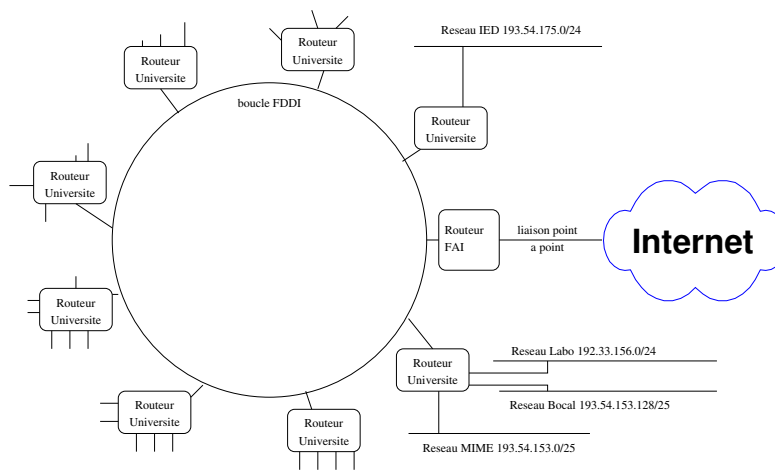 Reseau IED 193.54.175.0/24
Routeur
Universite
Routeur
Universite
boucle FDDI
Routeur
Universite
Routeur
Universite
Routeur
FAI
liaison point
a point
Internet
Routeur
Universite
Reseau Labo 192.33.156.0/24
Routeur
Universite
Reseau Bocal 193.54.153.128/25
Routeur
Universite
Routeur
Universite
Reseau MIME 193.54.153.0/25